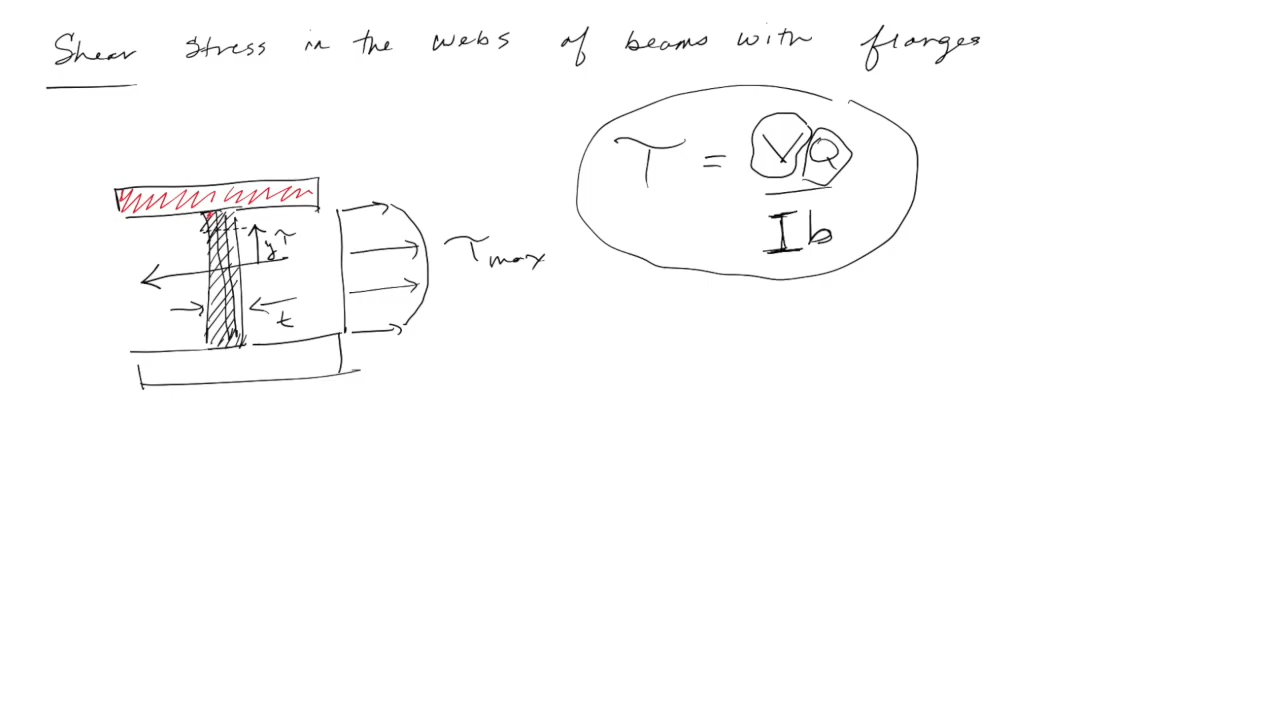 Shear stress in the webs of beams with flanges
τ = VQ
Ib
y τ
τmax
t